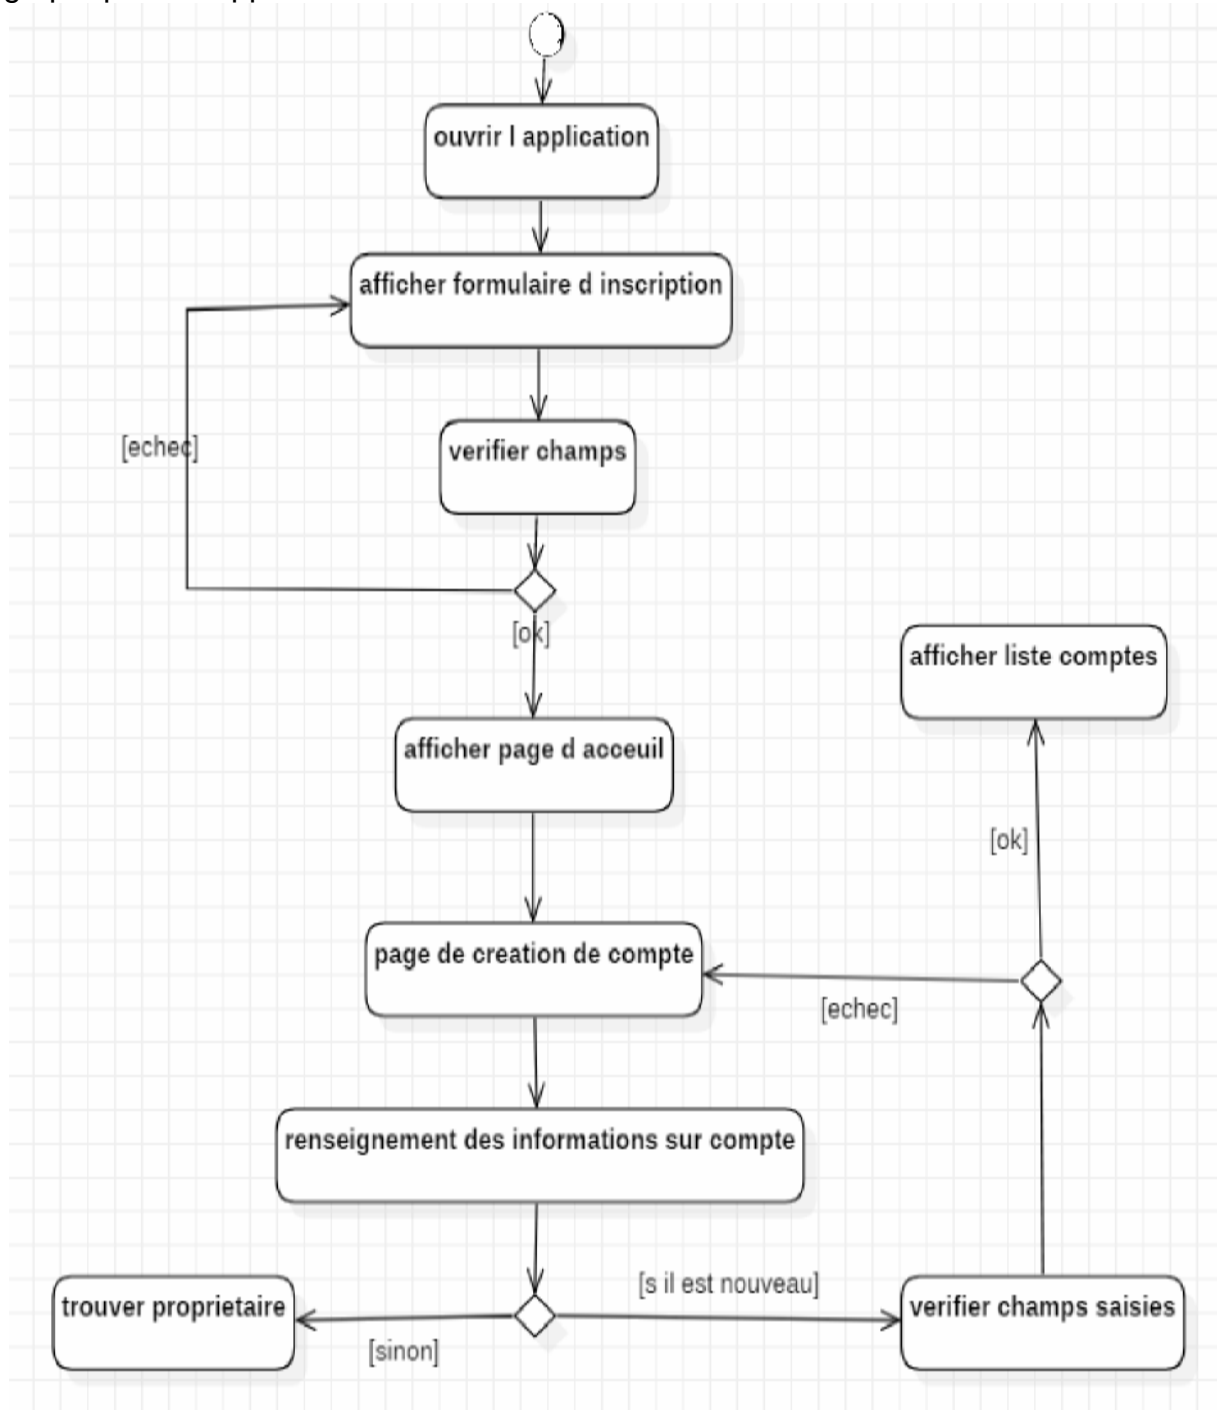 ouvrir l application
afficher formulaire d inscription
[echec]
verifier champs
[ok]
afficher liste comptes
afficher page d acceuil
[ok]
page de creation de compte
[echec]
renseignement des informations sur compte
[s il est nouveau]
trouver proprietaire
verifier champs saisies
[sinon]